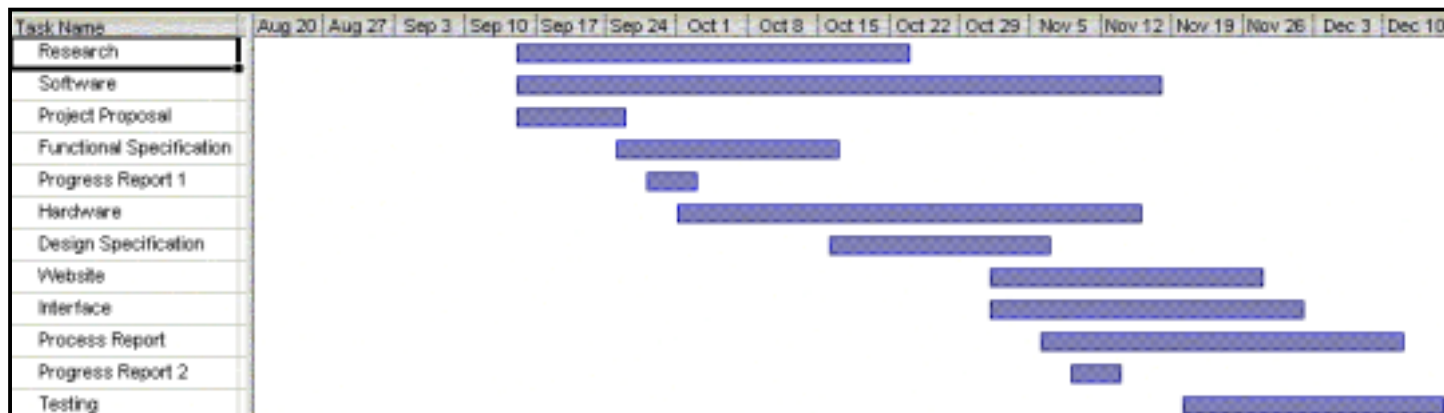 Task Name Aug 20 Aug 27 Sep 3 Sep 10 Sep 17 Sep 24 Oct 1 Oct 8 Oct 15 Oct 22 Oct 29 Nov 5 Nov 12 Nov 19 Nov 26 Dec 3 Dec 10
Research
Software
Project Proposal
Functional Specification
Progress Report 1
Hardware
Design Specification
Website
Interface
Process Report
Progress Report 2
Testing